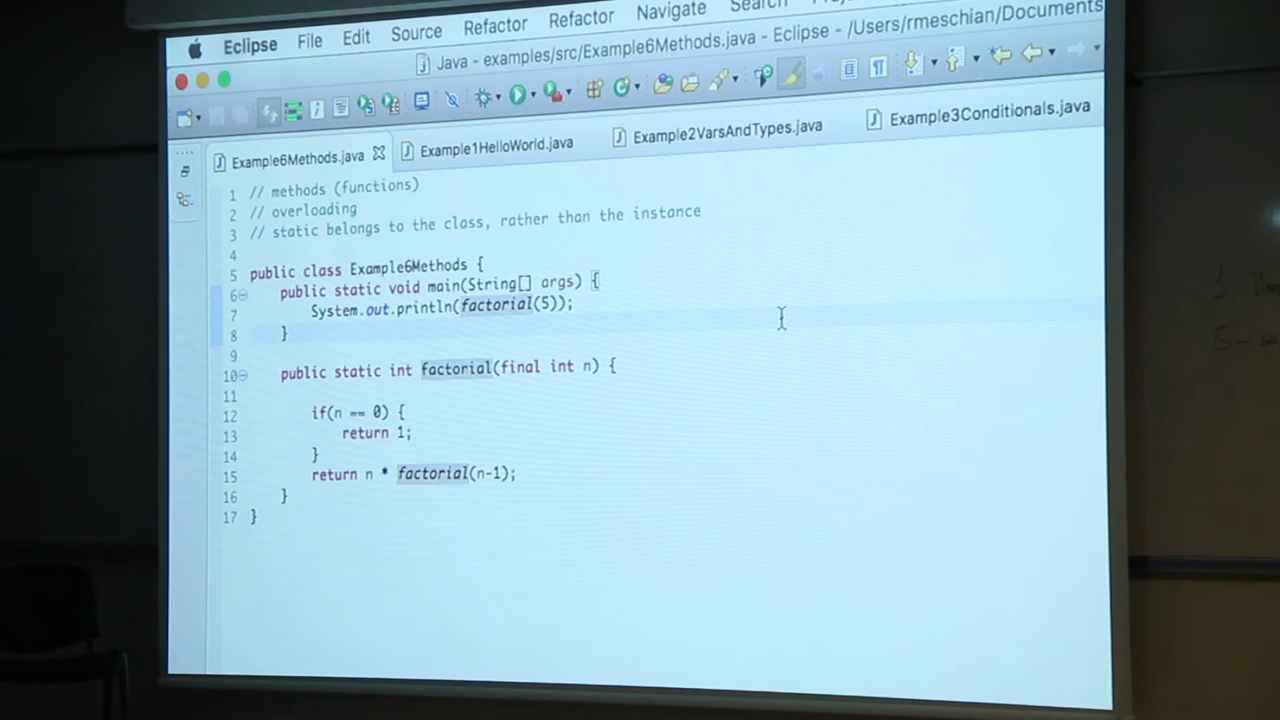 Eclipse File Edit Source Refactor Refactor Navigate Search
Java - examples/src/Example6Methods.java - Eclipse - /Users/rmeschian/Documents
Example6Methods.java Example1HelloWorld.java Example2VarsAndTypes.java Example3Conditionals.java
1 // methods (functions)
2 // overloading
3 // static belongs to the class, rather than the instance
4
5 public class Example6Methods {
6 public static void main(String[] args) {
7 System.out.println(factorial(5));
8 }
9
10 public static int factorial(final int n) {
11
12 if(n == 0) {
13 return 1;
14 }
15 return n * factorial(n-1);
16 }
17 }